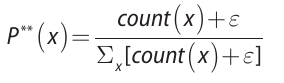 P**(x) = count(x) + ε / Σₓ[count(x) + ε]